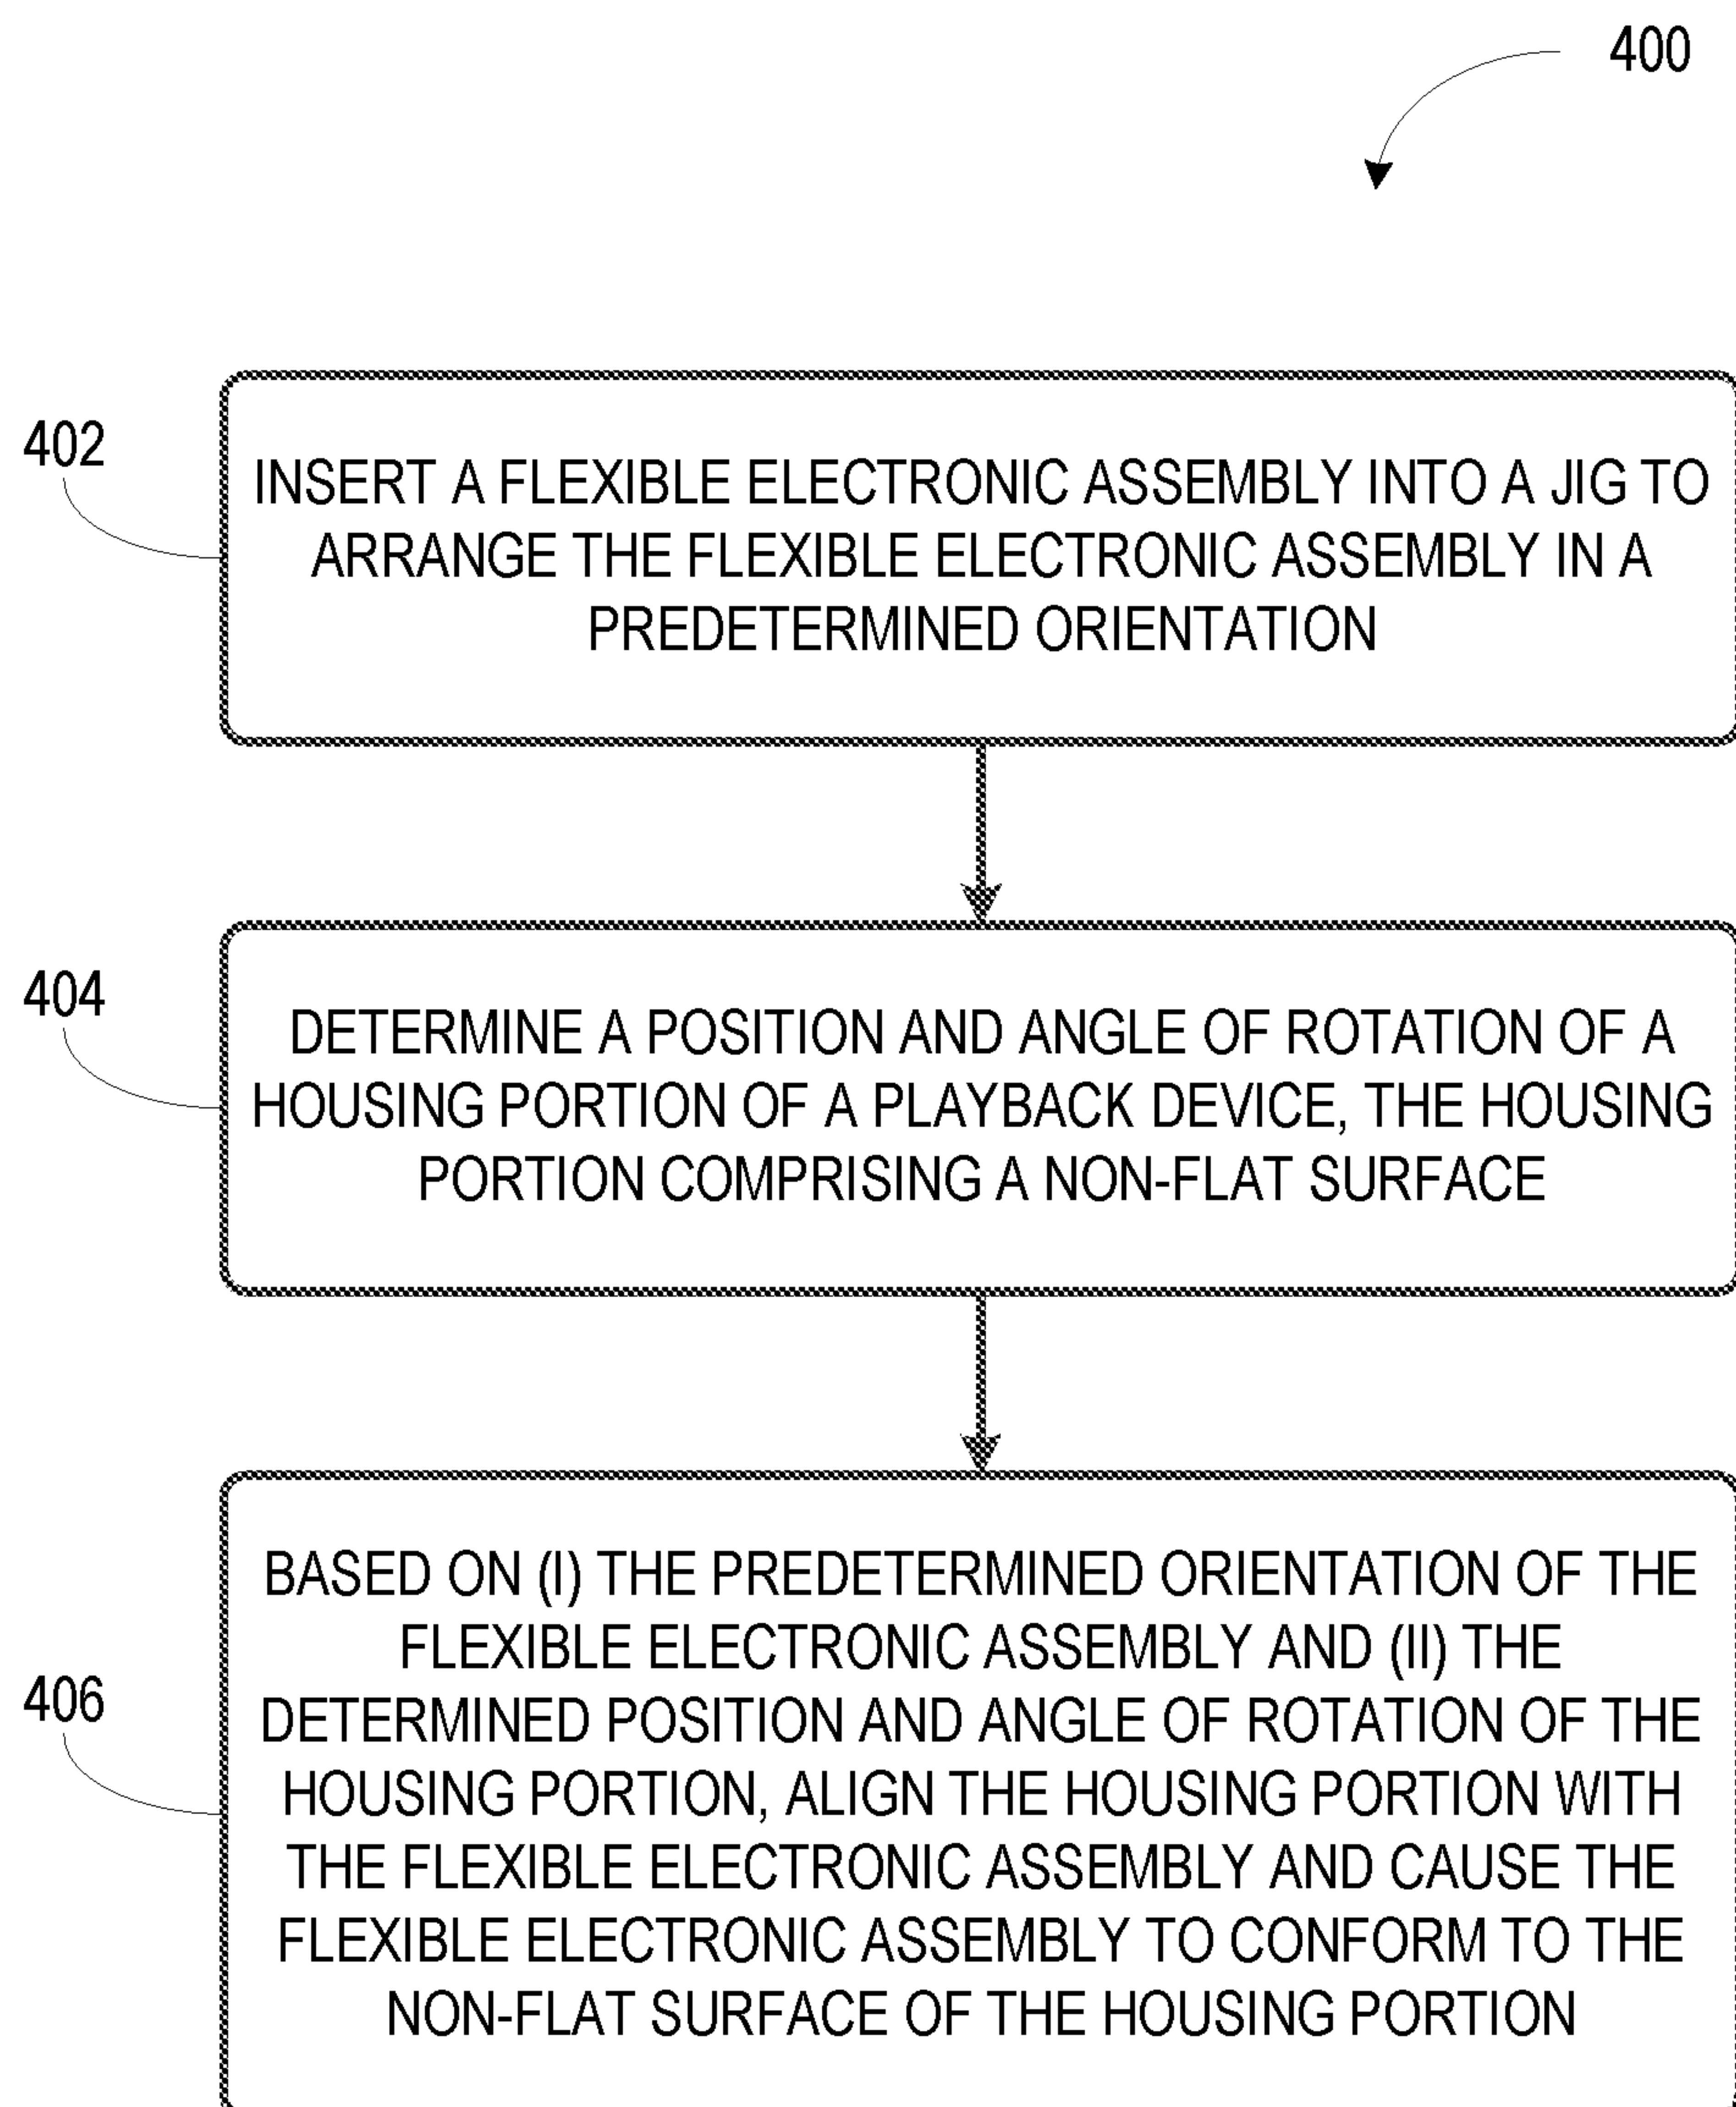 400
402
INSERT A FLEXIBLE ELECTRONIC ASSEMBLY INTO A JIG TO
ARRANGE THE FLEXIBLE ELECTRONIC ASSEMBLY IN A
PREDETERMINED ORIENTATION
404
DETERMINE A POSITION AND ANGLE OF ROTATION OF A
HOUSING PORTION OF A PLAYBACK DEVICE, THE HOUSING
PORTION COMPRISING A NON-FLAT SURFACE
406
BASED ON (I) THE PREDETERMINED ORIENTATION OF THE
FLEXIBLE ELECTRONIC ASSEMBLY AND (II) THE
DETERMINED POSITION AND ANGLE OF ROTATION OF THE
HOUSING PORTION, ALIGN THE HOUSING PORTION WITH
THE FLEXIBLE ELECTRONIC ASSEMBLY AND CAUSE THE
FLEXIBLE ELECTRONIC ASSEMBLY TO CONFORM TO THE
NON-FLAT SURFACE OF THE HOUSING PORTION